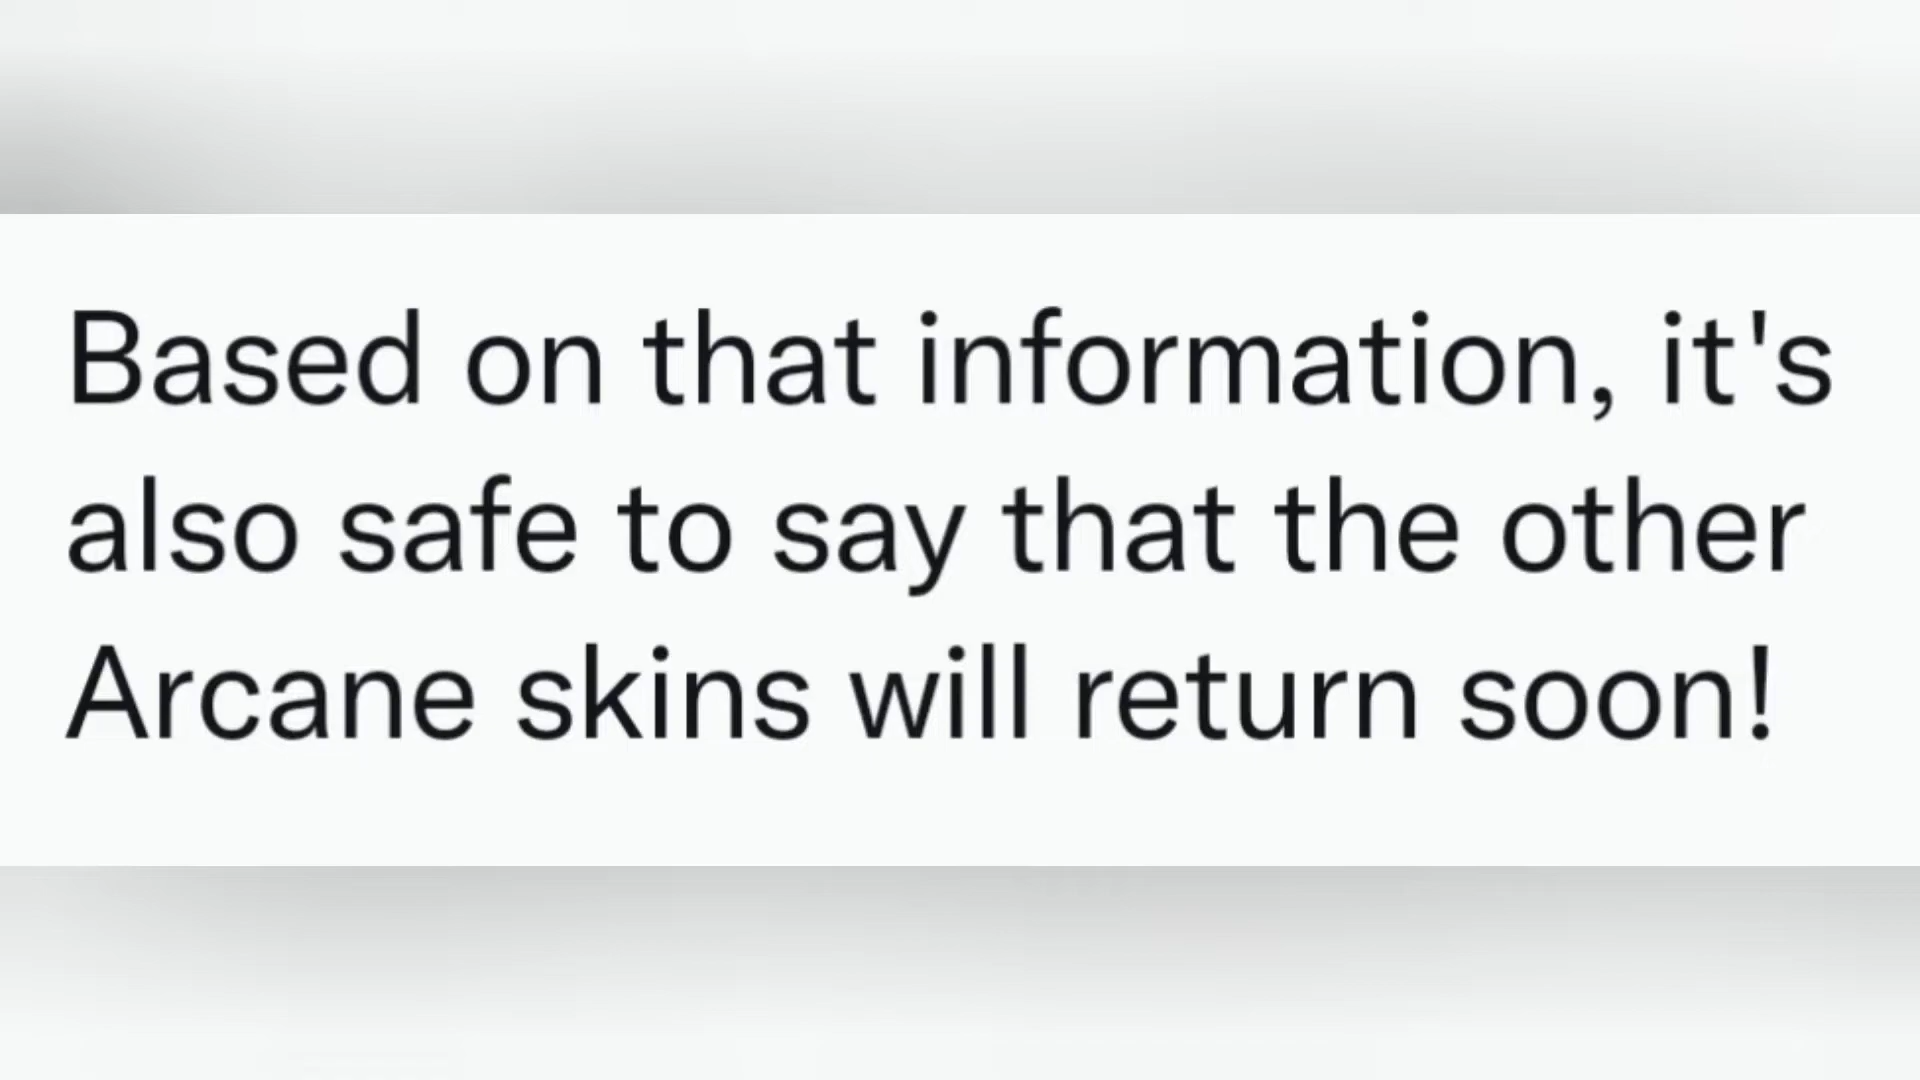 Based on that information, it's
also safe to say that the other
Arcane skins will return soon!